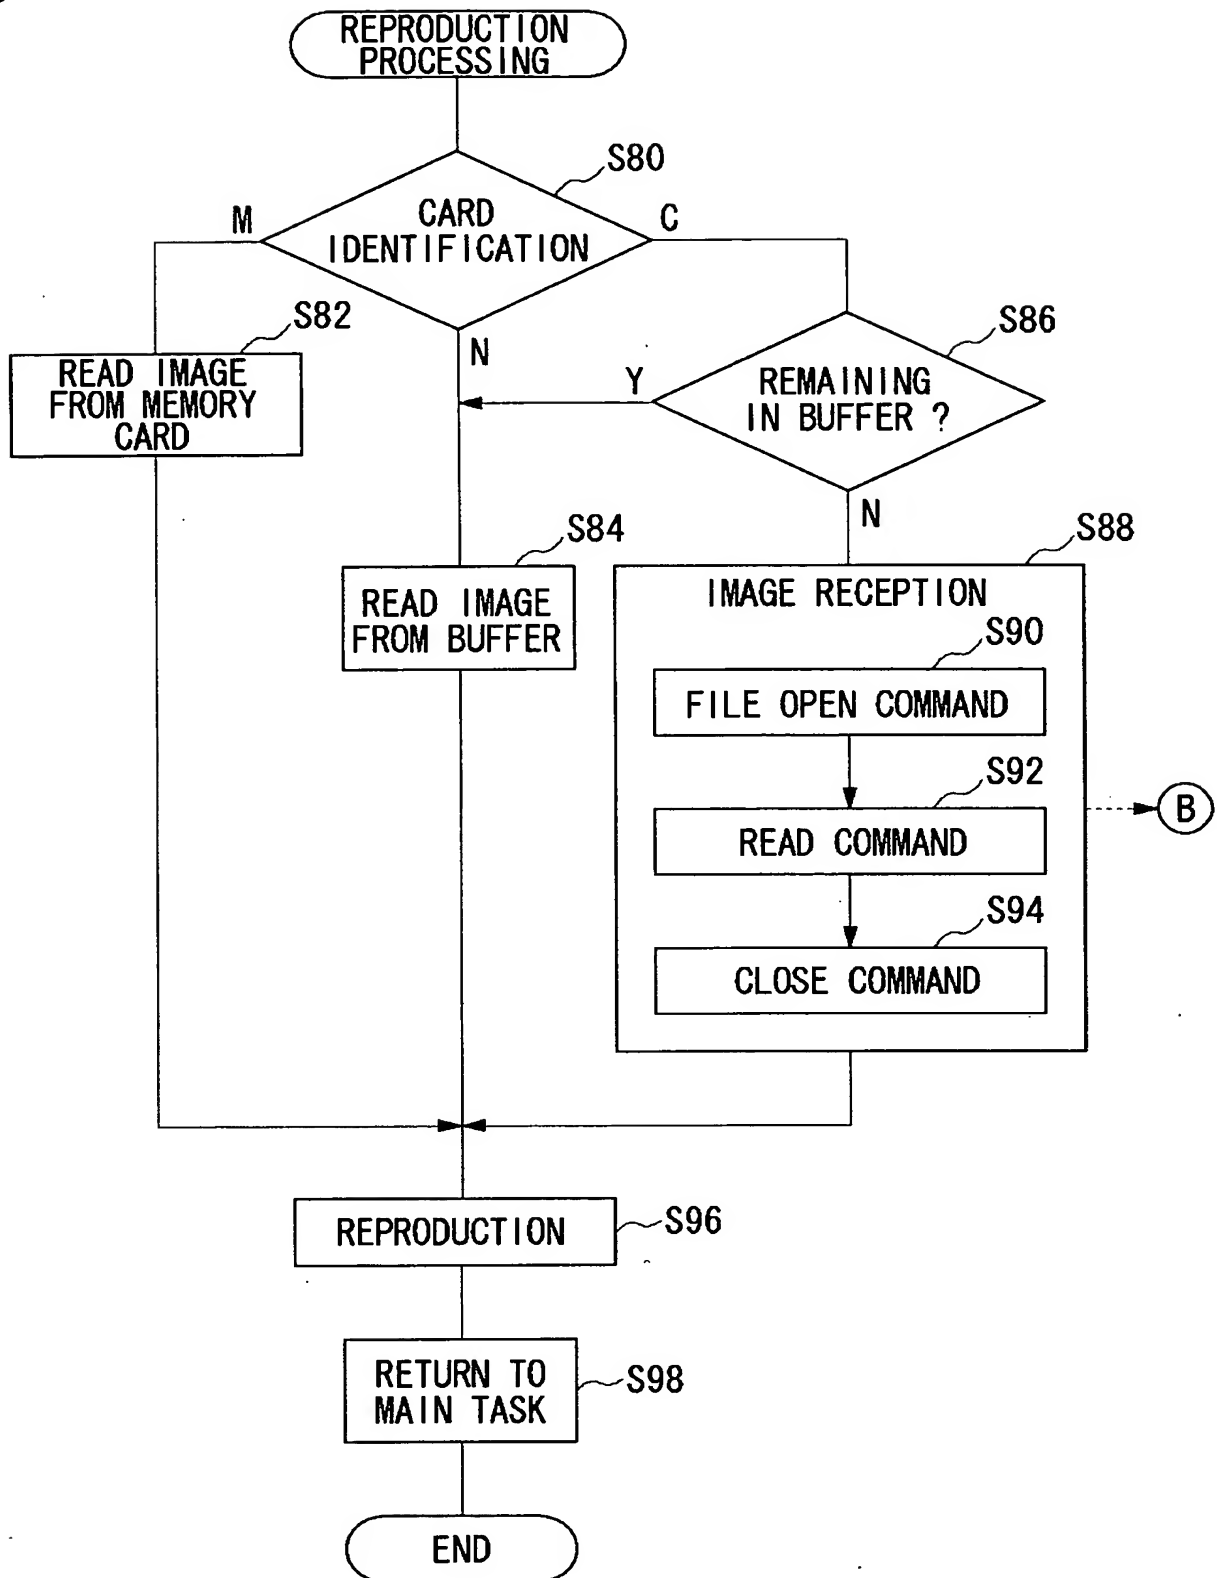 REPRODUCTION
PROCESSING
S80
CARD
IDENTIFICATION
M
C
N
S82
READ IMAGE
FROM MEMORY
CARD
S86
REMAINING
IN BUFFER ?
Y
N
S84
READ IMAGE
FROM BUFFER
S88
IMAGE RECEPTION
S90
FILE OPEN COMMAND
S92
READ COMMAND
B
S94
CLOSE COMMAND
REPRODUCTION
S96
RETURN TO
MAIN TASK
S98
END